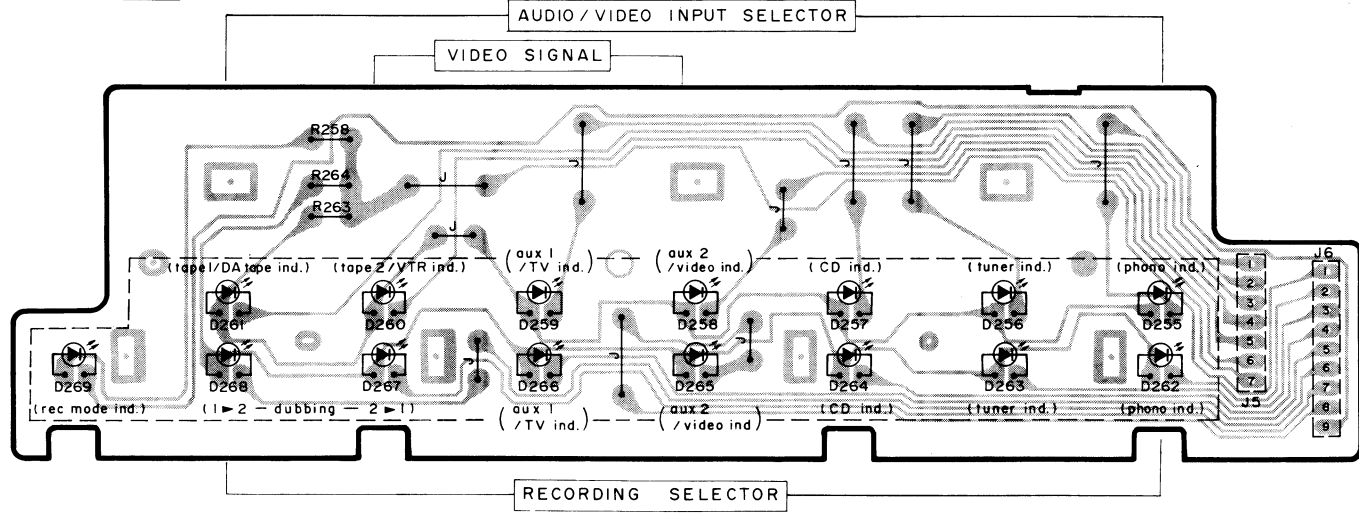 AUDIO/VIDEO INPUT SELECTOR
VIDEO SIGNAL
R258
R264
R263
J
J
J
J
J
J
J
(tape1/DA tape ind.) (tape 2/VTR ind.) (aux 1 /TV ind.) (aux 2 /video ind.) (CD ind.) (tuner ind.) (phono ind.)
D261 D260 D259 D258 D257 D256 D255
J
J
J
D269 D268 D267 D266 D265 D264 D263 D262
(rec mode ind.) (1►2 — dubbing — 2►1) (aux 1 /TV ind.) (aux 2 /video ind) (CD ind.) (tuner ind.) (phono ind.)
1
2
3
4
5
6
7
J5
J6
1
2
3
4
5
6
7
8
9
RECORDING SELECTOR